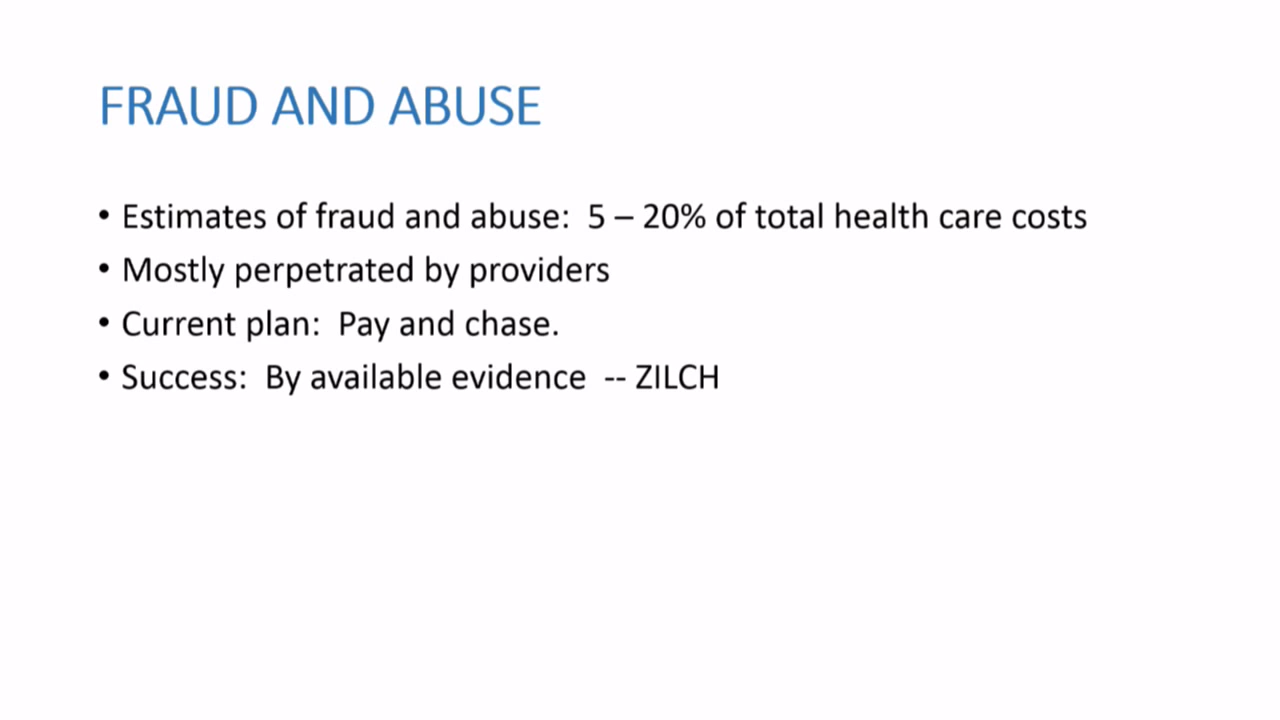 FRAUD AND ABUSE
• Estimates of fraud and abuse:  5 – 20% of total health care costs
• Mostly perpetrated by providers
• Current plan:  Pay and chase.
• Success:  By available evidence  -- ZILCH